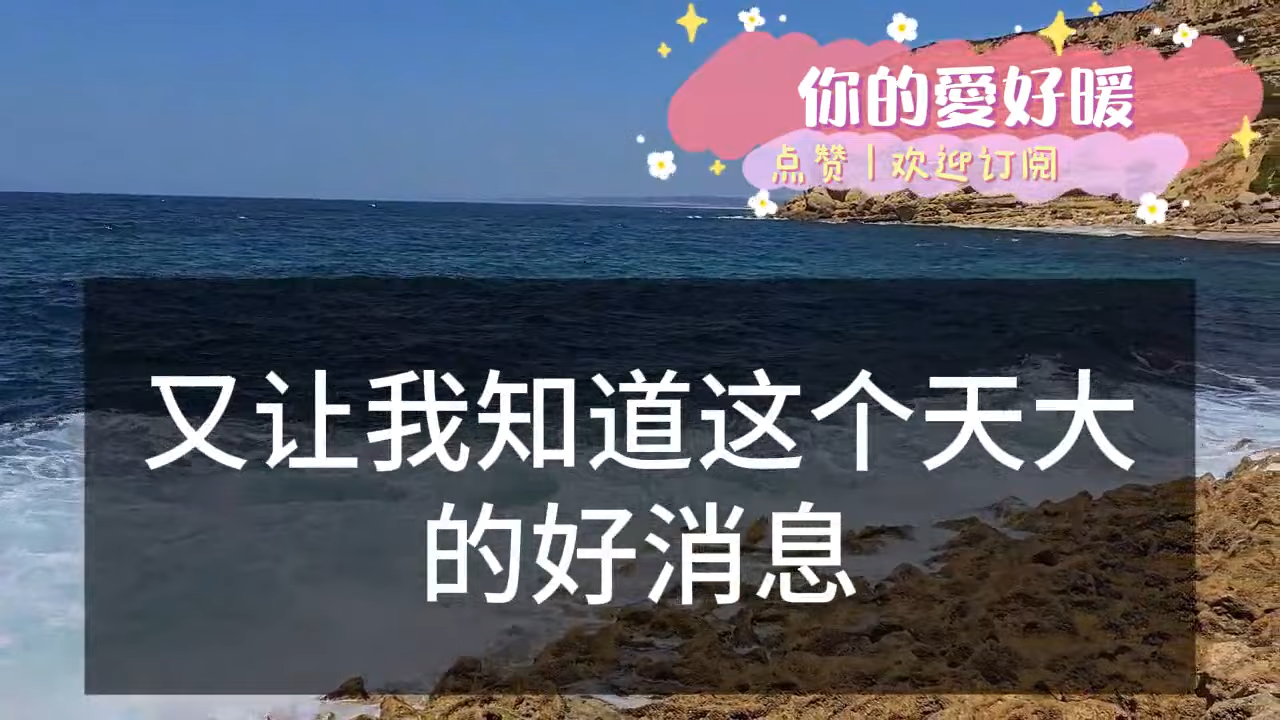 你的愛好暖
点赞 | 欢迎订阅
又让我知道这个天大
的好消息